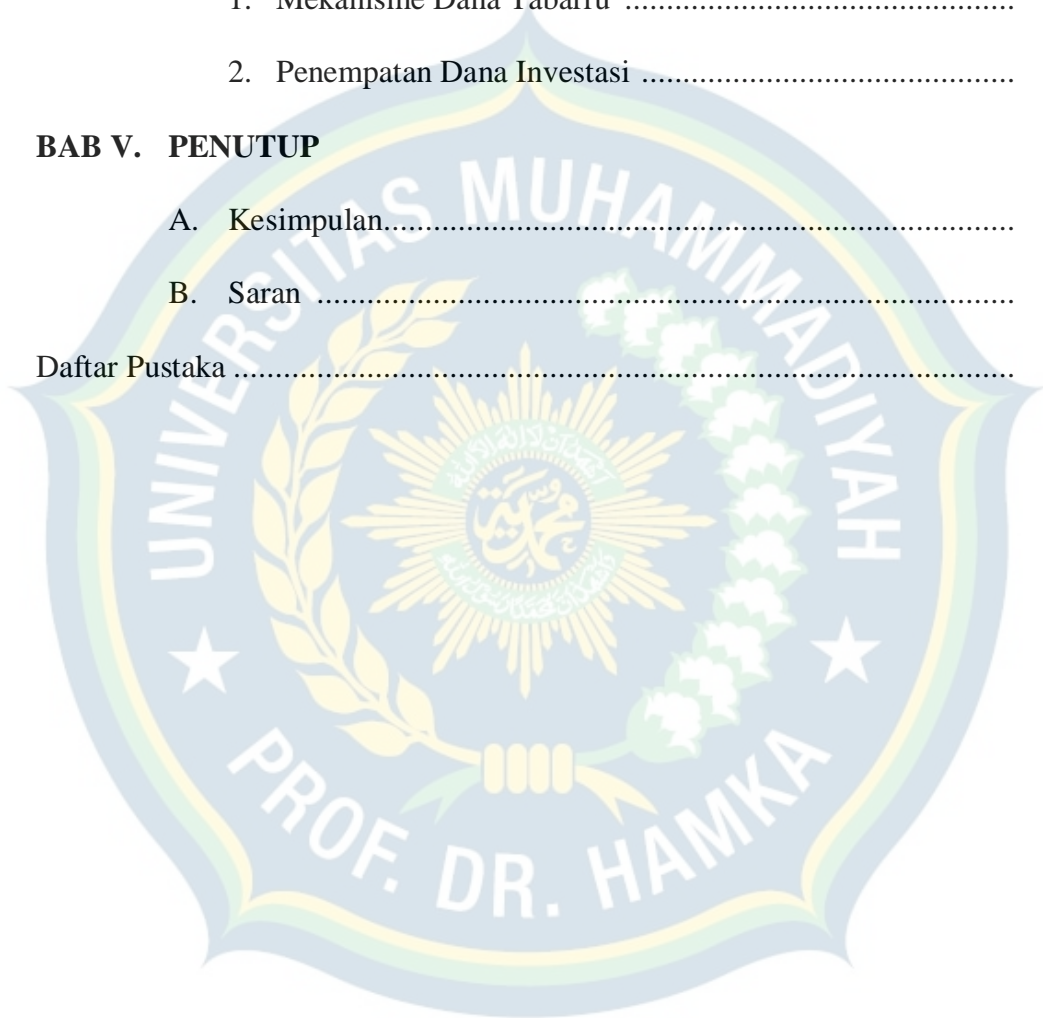 1. Mekanisme Dana Tabarru ................................................
2. Penempatan Dana Investasi ................................................
BAB V. PENUTUP
A. Kesimpulan................................................................................
B. Saran ........................................................................................
Daftar Pustaka ...................................................................................................
UNIVERSITAS MUHAMMADIYAH
PROF. DR. HAMKA